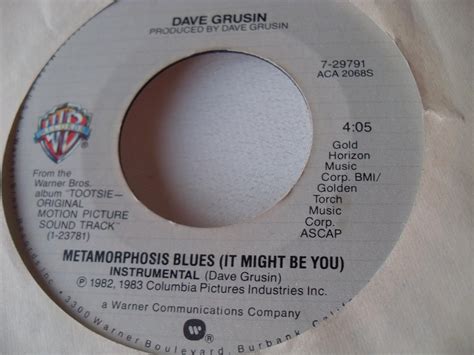 DAVE GRUSIN
PRODUCED BY DAVE GRUSIN
7-29791
ACA 2068S
4:05
Gold
Horizon
Music
Corp. BMI/
Golden
Torch
Music
Corp.
ASCAP
From the
Warner Bros.
album "TOOTSIE—
ORIGINAL
MOTION PICTURE
SOUND TRACK"
(1-23781)
METAMORPHOSIS BLUES (IT MIGHT BE YOU)
INSTRUMENTAL (Dave Grusin)
℗ 1982, 1983 Columbia Pictures Industries Inc.
a Warner Communications Company
3300 Warner Boulevard, Burbank, Cal